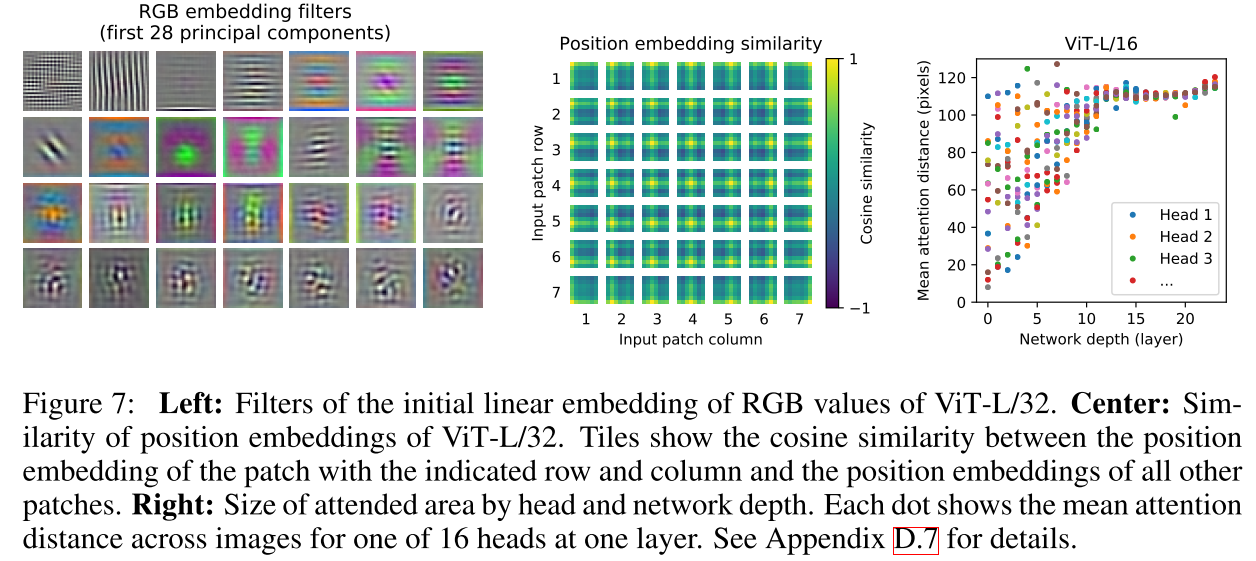 RGB embedding filters
(first 28 principal components)
Position embedding similarity
1
2
3
4
5
6
7
Input patch row
1 2 3 4 5 6 7
Input patch column
1
−1
Cosine similarity
ViT-L/16
120
100
80
60
40
20
0
Mean attention distance (pixels)
Head 1
Head 2
Head 3
...
0 5 10 15 20
Network depth (layer)
Figure 7: Left: Filters of the initial linear embedding of RGB values of ViT-L/32. Center: Sim-
ilarity of position embeddings of ViT-L/32. Tiles show the cosine similarity between the position
embedding of the patch with the indicated row and column and the position embeddings of all other
patches. Right: Size of attended area by head and network depth. Each dot shows the mean attention
distance across images for one of 16 heads at one layer. See Appendix D.7 for details.